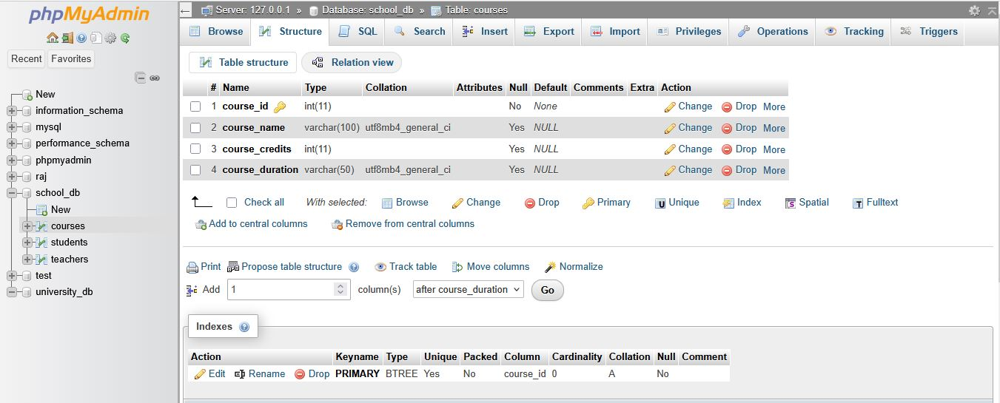 phpMyAdmin
Recent Favorites
New
information_schema
mysql
performance_schema
phpmyadmin
raj
school_db
New
courses
students
teachers
test
university_db
Server: 127.0.0.1 » Database: school_db » Table: courses
Browse Structure SQL Search Insert Export Import Privileges Operations Tracking Triggers
Table structure Relation view
# Name Type Collation Attributes Null Default Comments Extra Action
1 course_id int(11) No None Change Drop More
2 course_name varchar(100) utf8mb4_general_ci Yes NULL Change Drop More
3 course_credits int(11) Yes NULL Change Drop More
4 course_duration varchar(50) utf8mb4_general_ci Yes NULL Change Drop More
Check all With selected: Browse Change Drop Primary Unique Index Spatial Fulltext
Add to central columns Remove from central columns
Print Propose table structure Track table Move columns Normalize
Add 1 column(s) after course_duration Go
Indexes
Action Keyname Type Unique Packed Column Cardinality Collation Null Comment
Edit Rename Drop PRIMARY BTREE Yes No course_id 0 A No